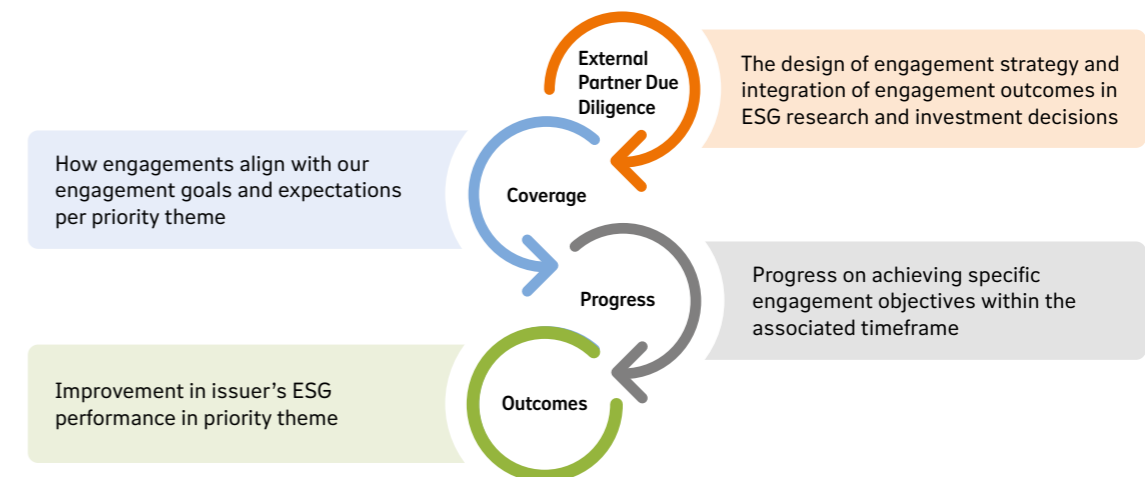 External
Partner Due
Diligence
The design of engagement strategy and
integration of engagement outcomes in
ESG research and investment decisions
How engagements align with our
engagement goals and expectations
per priority theme
Coverage
Progress
Progress on achieving specific
engagement objectives within the
associated timeframe
Improvement in issuer’s ESG
performance in priority theme
Outcomes